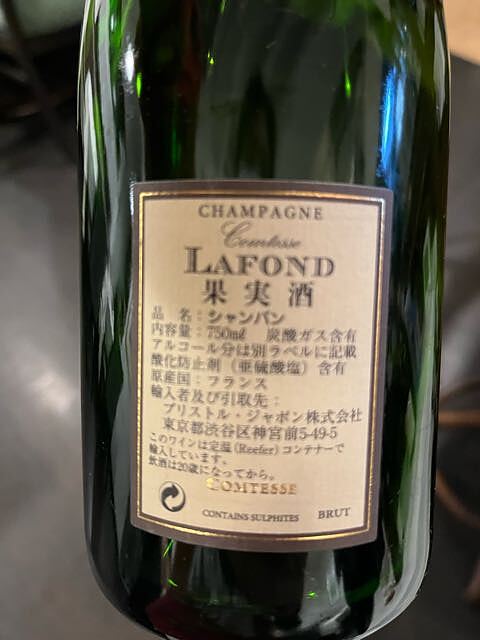 CHAMPAGNE
Comtesse
LAFOND
果実酒
品 名:シャンパン
内容量:750mℓ 炭酸ガス含有
アルコール分は別ラベルに記載
酸化防止剤（亜硫酸塩）含有
原産国:フランス
輸入者及び引取先:
ブリストル・ジャポン株式会社
東京都渋谷区神宮前5-49-5
このワインは定温(Reefer)コンテナーで
輸入しています。
飲酒は20歳になってから。
COMTESSE
CONTAINS SULPHITES BRUT